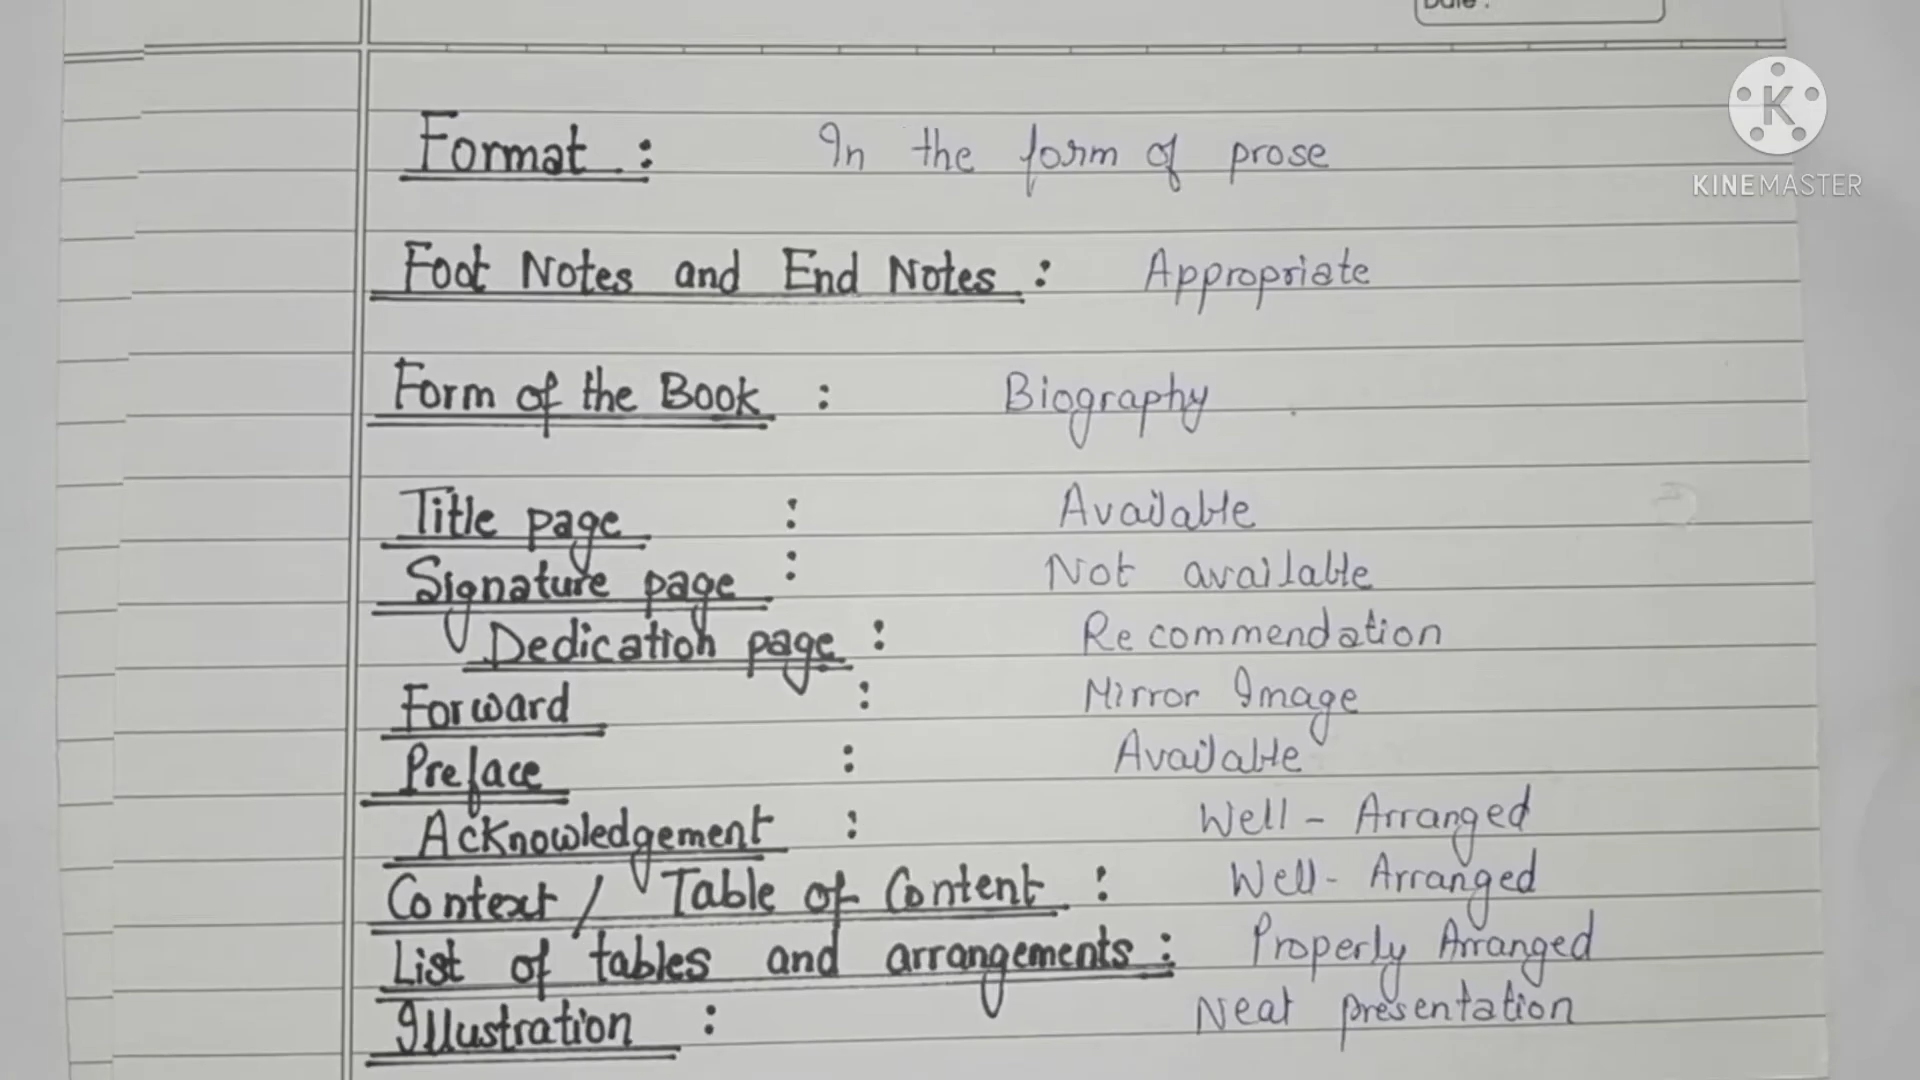 Date :
K
KINEMASTER
Format : In the form of prose
Foot Notes and End Notes : Appropriate
Form of the Book : Biography
Title page : Available
Signature page : Not available
Dedication page : Recommendation
Forward : Mirror Image
Preface : Available
Acknowledgement : Well - Arranged
Context / Table of Content : Well - Arranged
List of tables and arrangements : Properly Arranged
Illustration : Neat presentation